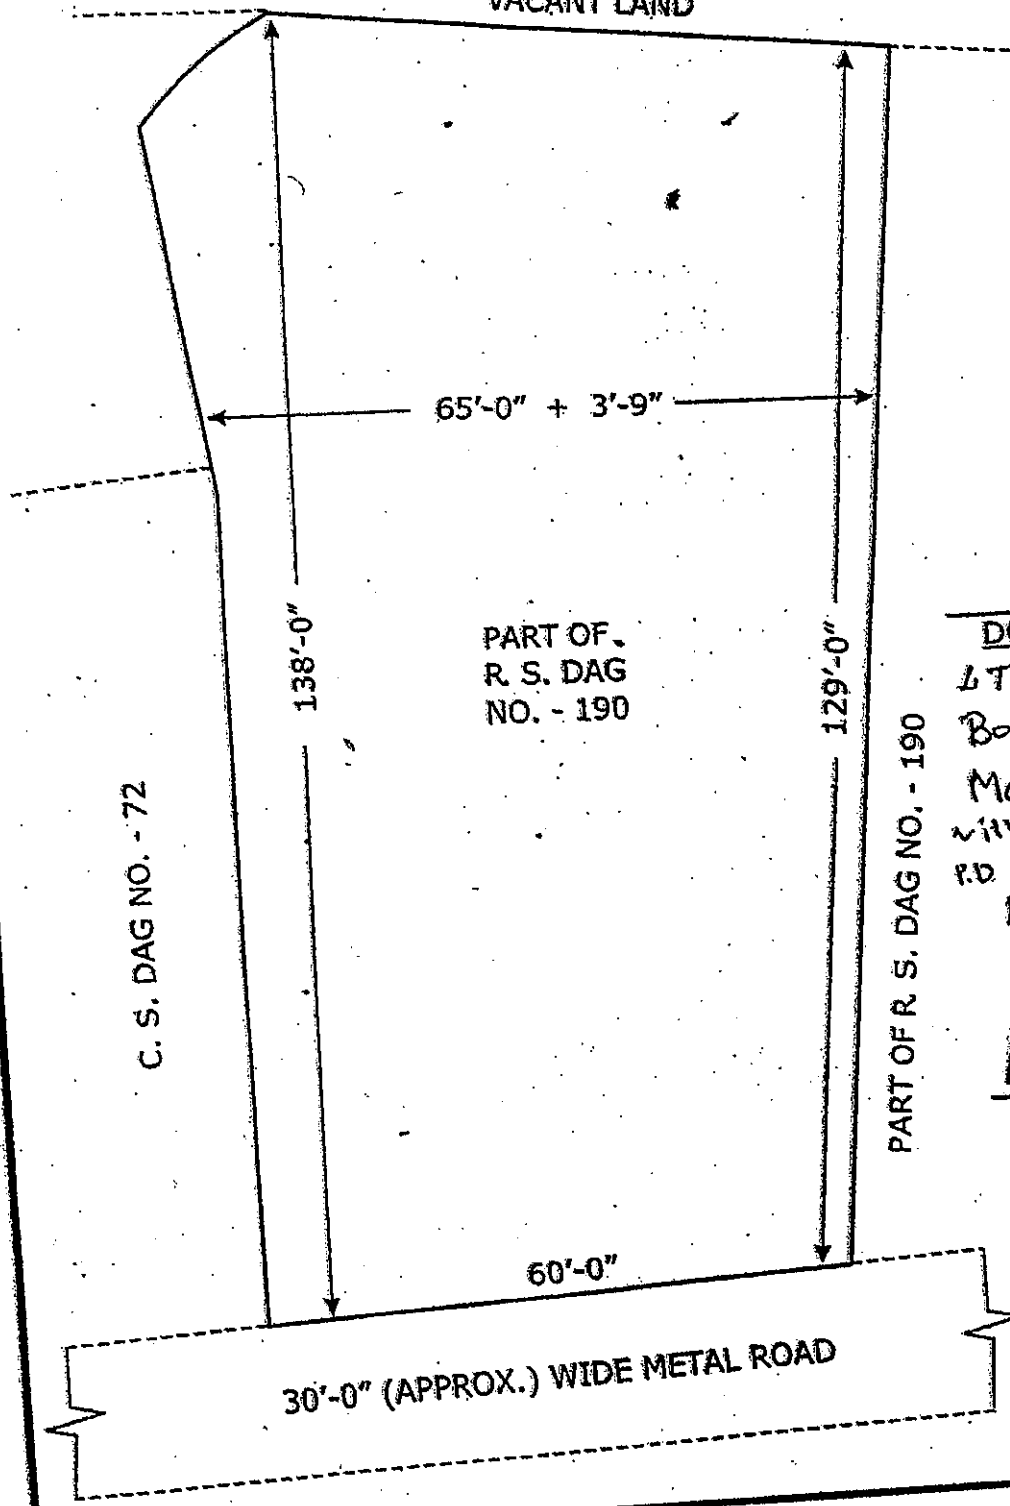 VACANT LAND
65'-0" + 3'-9"
138'-0"
PART OF
R. S. DAG
NO. - 190
129'-0"
C. S. DAG NO. - 72
PART OF R. S. DAG NO. - 190
P.D
60'-0"
30'-0" (APPROX.) WIDE METAL ROAD